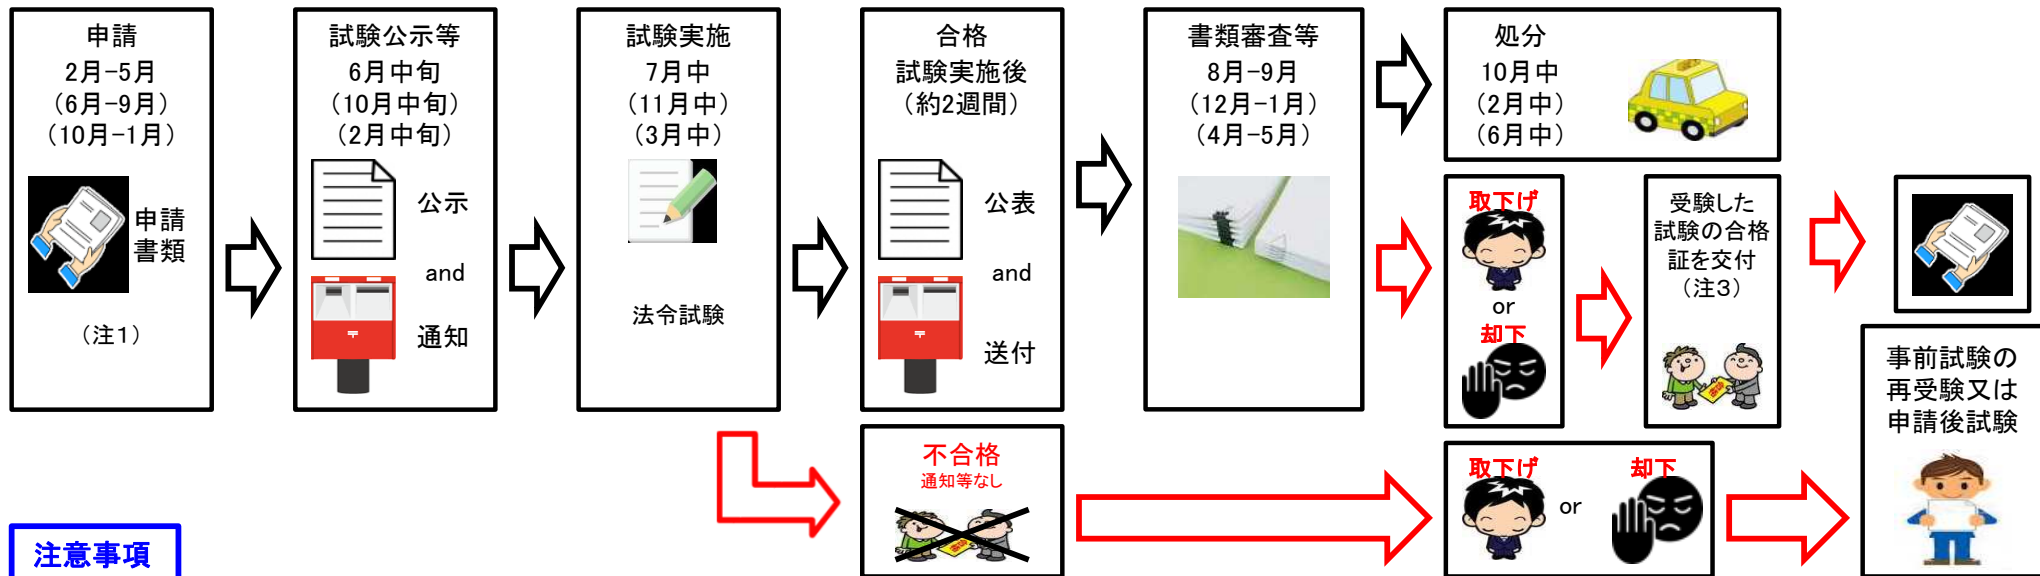 申請
2月-5月
(6月-9月)
(10月-1月)
申請
書類
(注1)
試験公示等
6月中旬
(10月中旬)
(2月中旬)
公示
and
通知
試験実施
7月中
(11月中)
(3月中)
法令試験
合格
試験実施後
(約2週間)
公表
and
送付
書類審査等
8月-9月
(12月-1月)
(4月-5月)
処分
10月中
(2月中)
(6月中)
取下げ
or
却下
受験した
試験の合格
証を交付
(注3)
不合格
通知等なし
取下げ
or
却下
事前試験の
再受験又は
申請後試験
注意事項